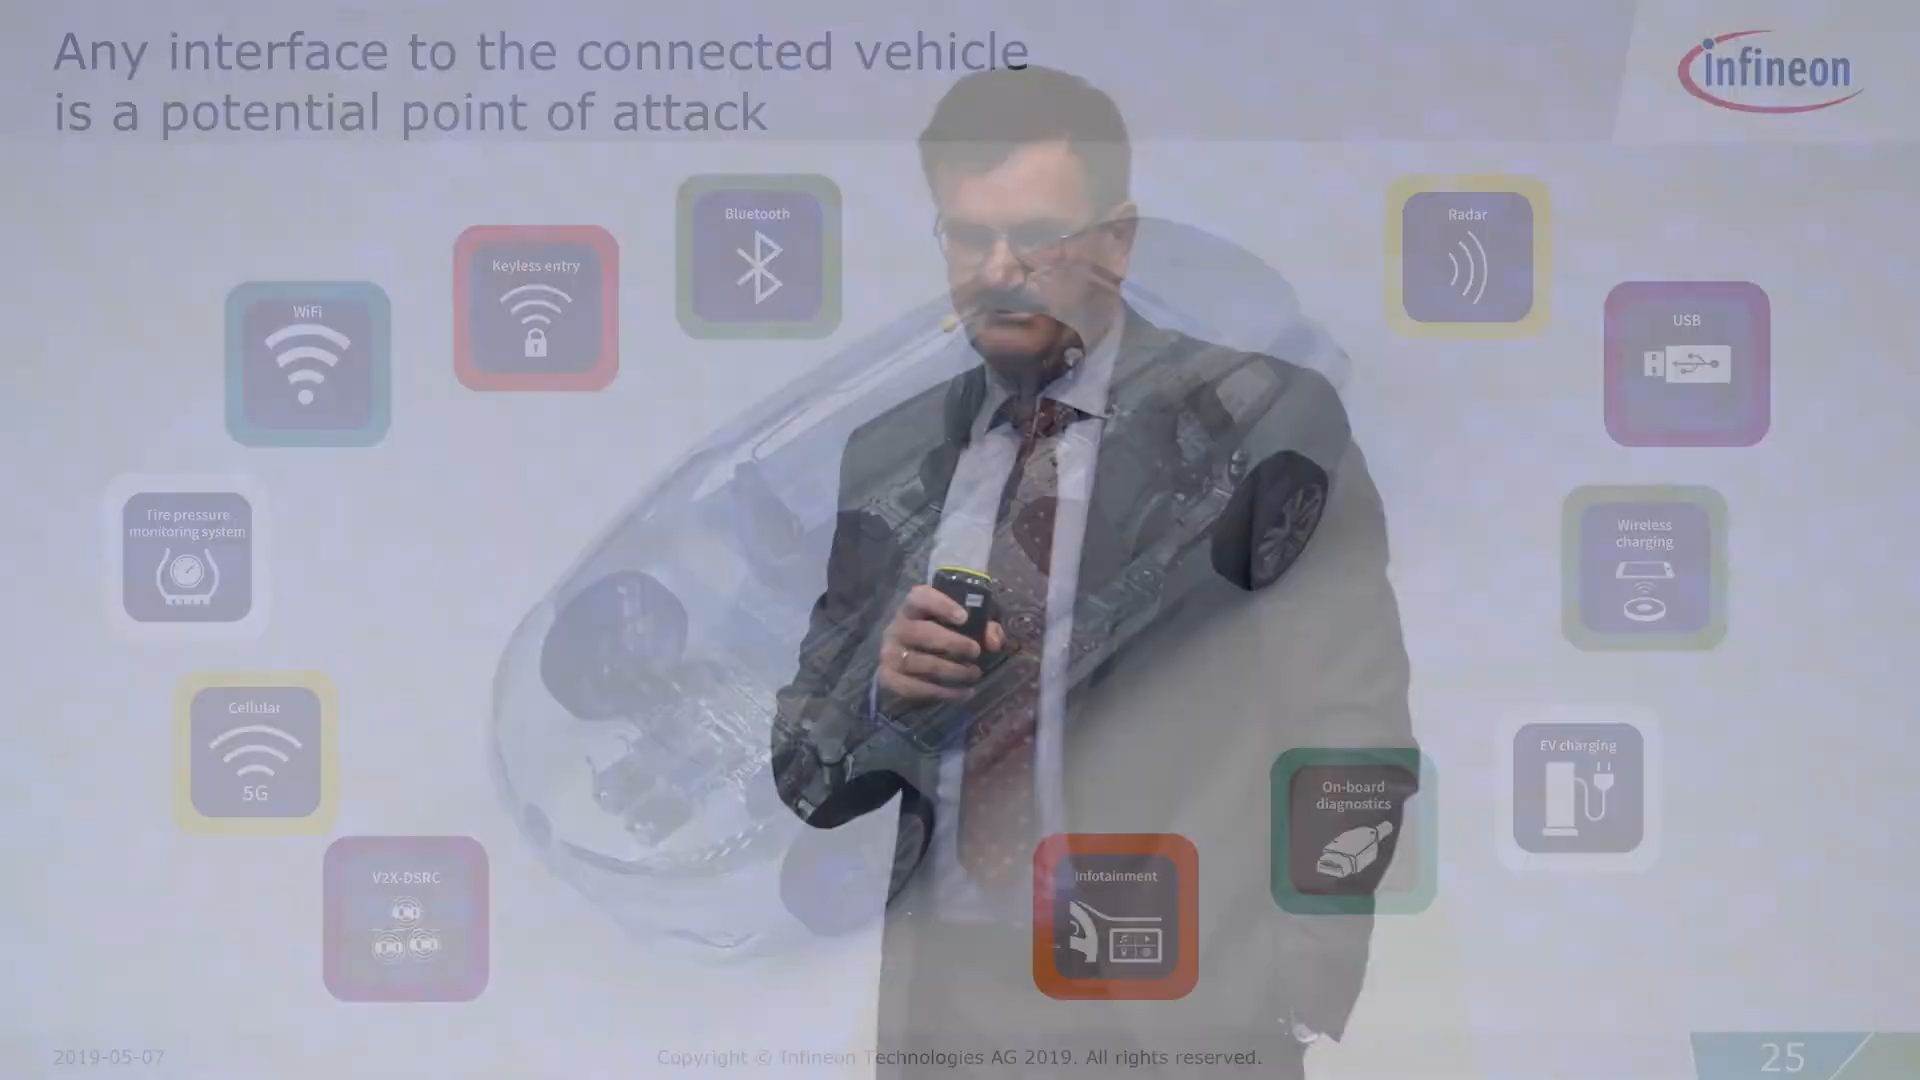 Any interface to the connected vehicle
is a potential point of attack
infineon
Bluetooth
Radar
Keyless entry
WiFi
USB
Tire pressure
monitoring system
Wireless
charging
Cellular
5G
EV charging
On-board
diagnostics
V2X-DSRC
Infotainment
2019-05-07
Copyright © Infineon Technologies AG 2019. All rights reserved.
25